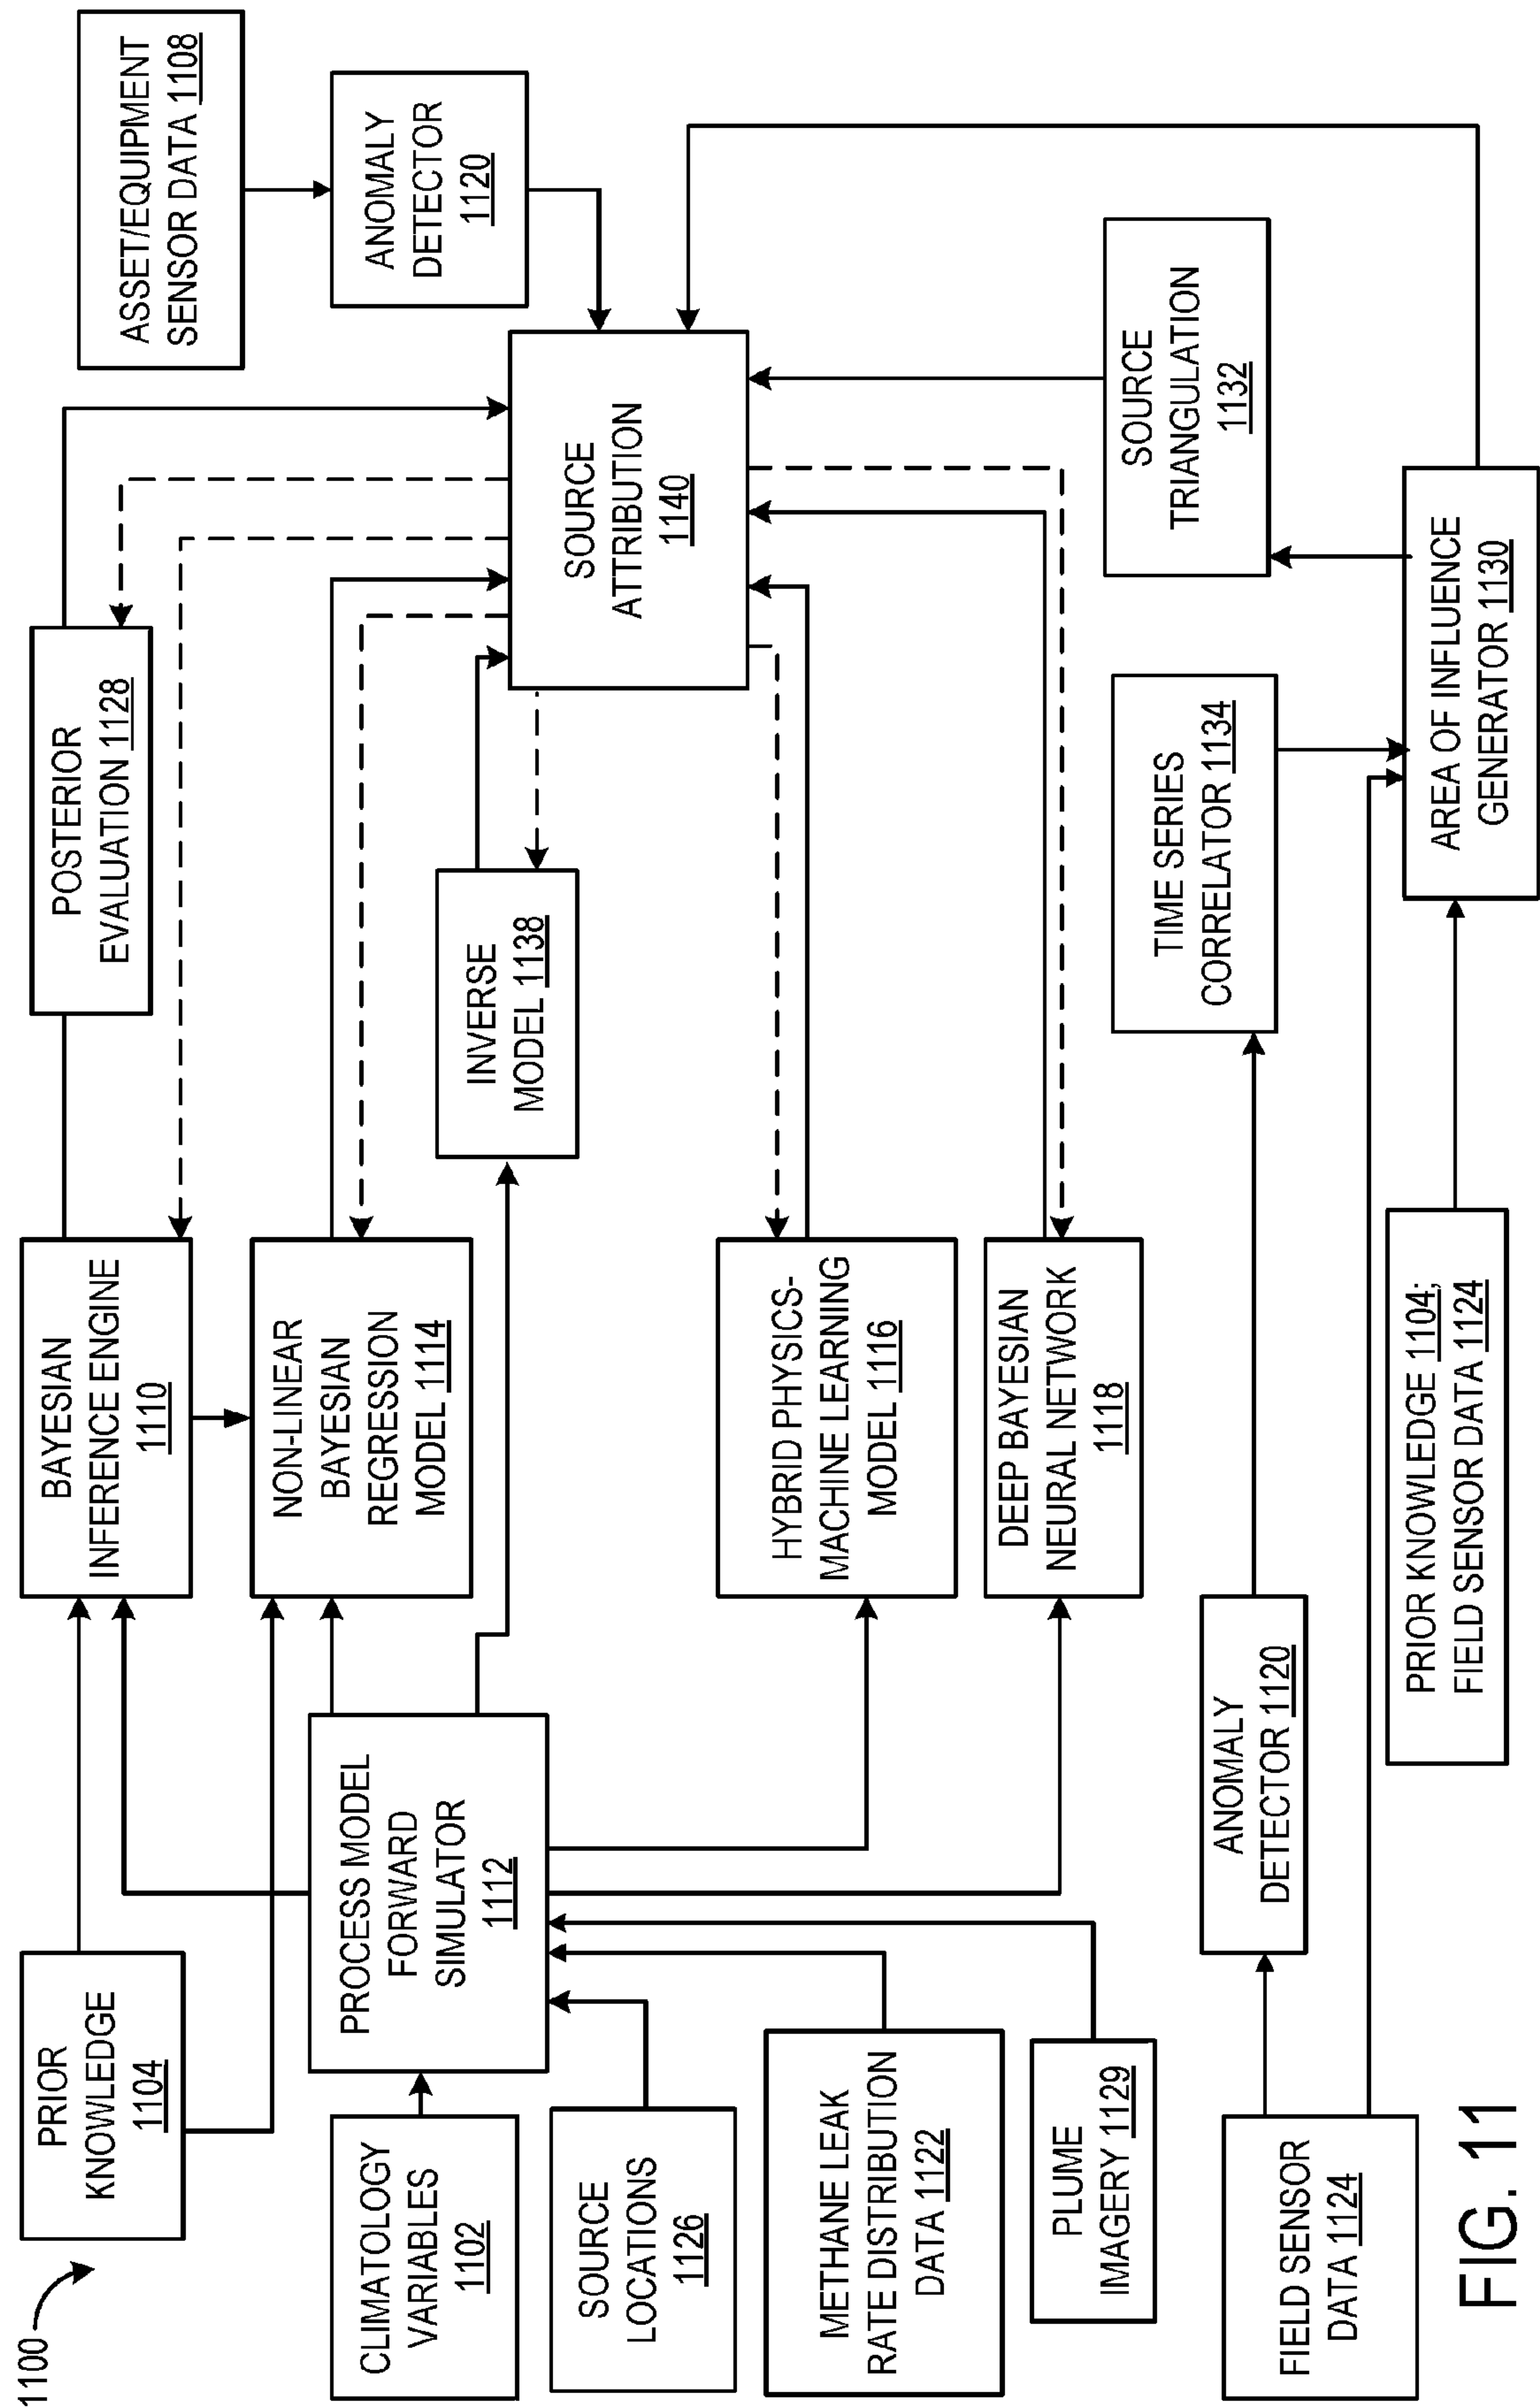 1100
PRIOR
KNOWLEDGE
1104
BAYESIAN
INFERENCE ENGINE
1110
POSTERIOR
EVALUATION 1128
ASSET/EQUIPMENT
SENSOR DATA 1108
CLIMATOLOGY
VARIABLES
1102
PROCESS MODEL
FORWARD
SIMULATOR
1112
NON-LINEAR
BAYESIAN
REGRESSION
MODEL 1114
ANOMALY
DETECTOR
1120
INVERSE
MODEL 1138
SOURCE
ATTRIBUTION
1140
SOURCE
LOCATIONS
1126
HYBRID PHYSICS-
MACHINE LEARNING
MODEL 1116
METHANE LEAK
RATE DISTRIBUTION
DATA 1122
DEEP BAYESIAN
NEURAL NETWORK
1118
PLUME
IMAGERY 1129
SOURCE
TRIANGULATION
1132
TIME SERIES
CORRELATOR 1134
ANOMALY
DETECTOR 1120
FIELD SENSOR
DATA 1124
PRIOR KNOWLEDGE 1104;
FIELD SENSOR DATA 1124
AREA OF INFLUENCE
GENERATOR 1130
FIG. 11